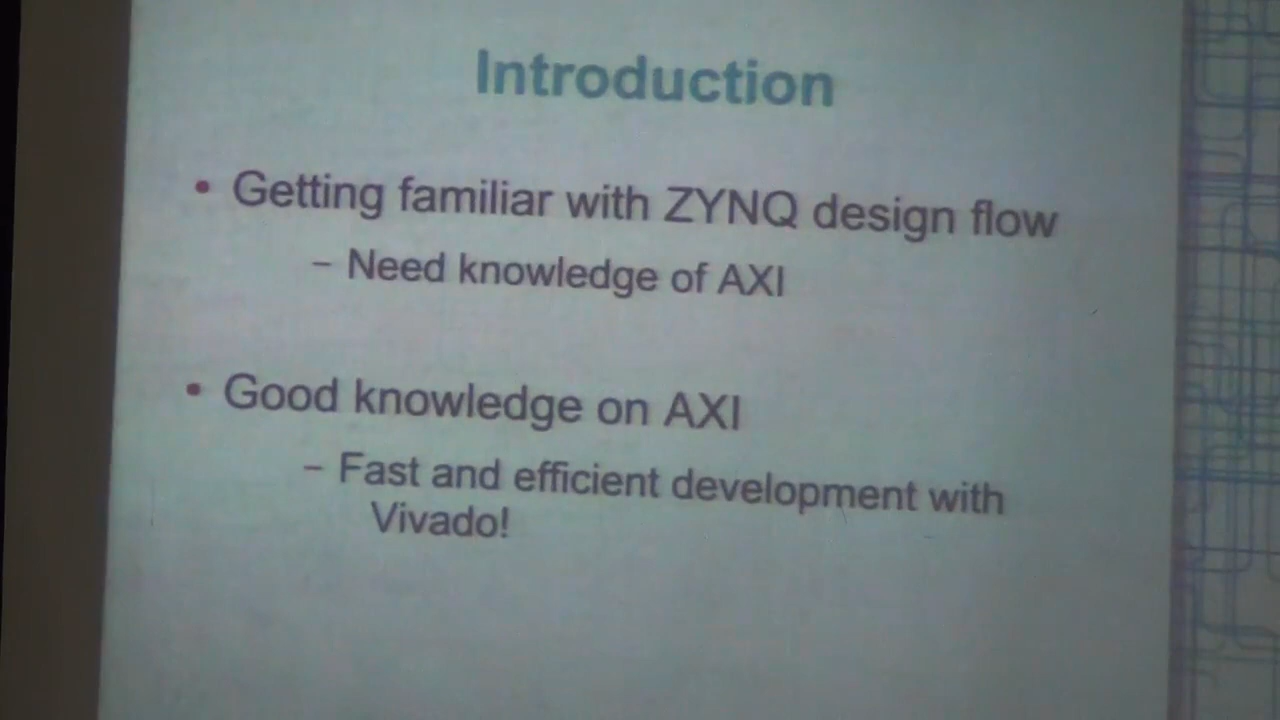 Introduction
• Getting familiar with ZYNQ design flow
– Need knowledge of AXI
• Good knowledge on AXI
– Fast and efficient development with
Vivado!